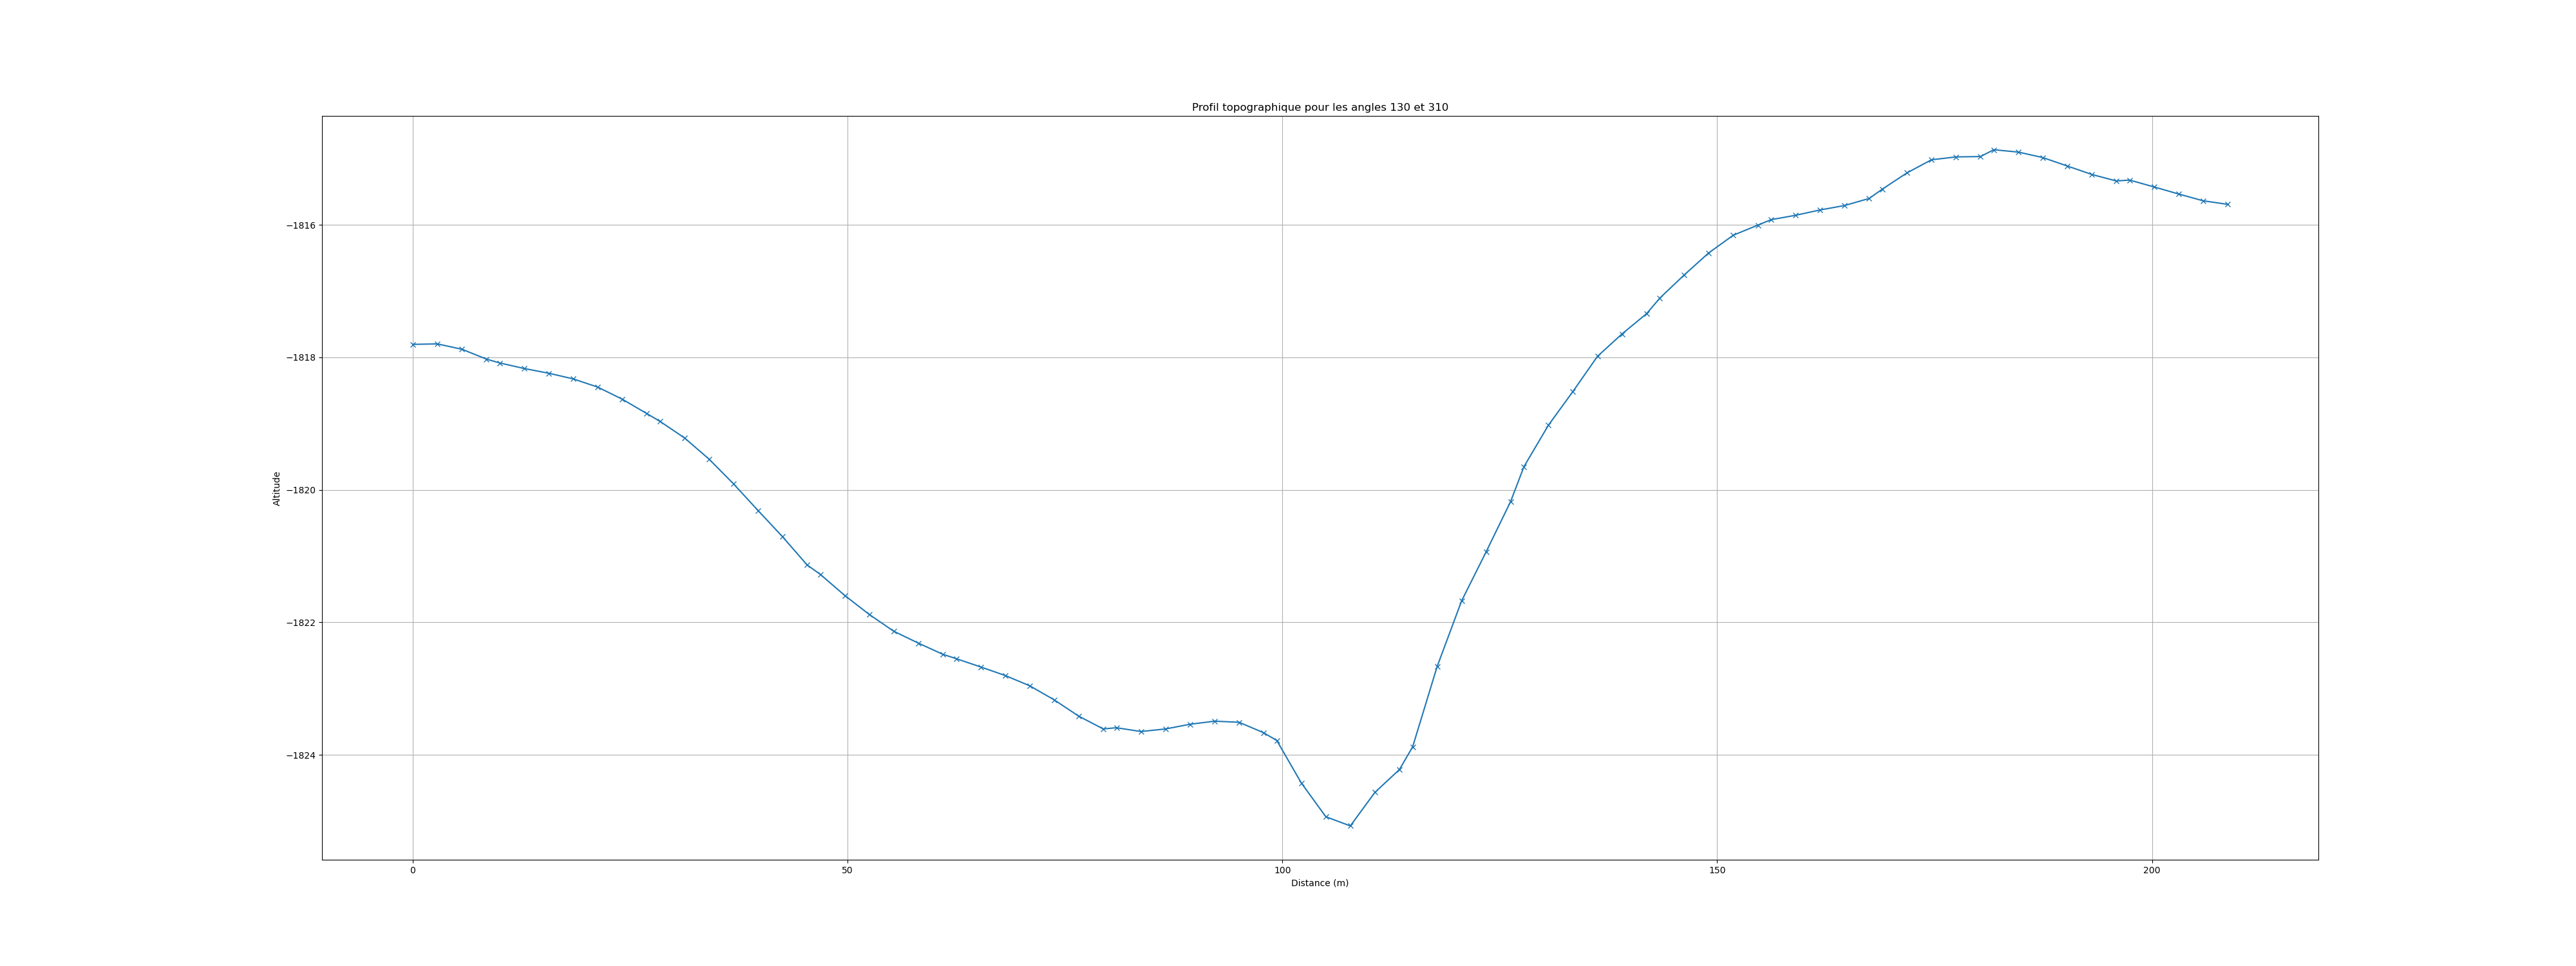 Profil topographique pour les angles 130 et 310
Altitude
−1816
−1818
−1820
−1822
−1824
0 50 100 150 200
Distance (m)